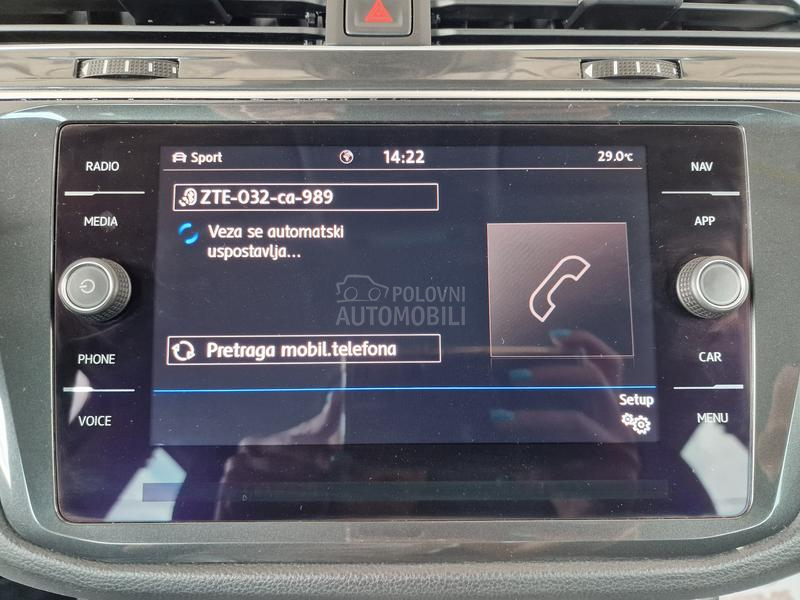 RADIO
MEDIA
PHONE
VOICE
Sport
14:22
29.0°C
ZTE-032-ca-989
Veza se automatski
uspostavlja...
POLOVNI
AUTOMOBILI
Pretraga mobil.telefona
Setup
NAV
APP
CAR
MENU